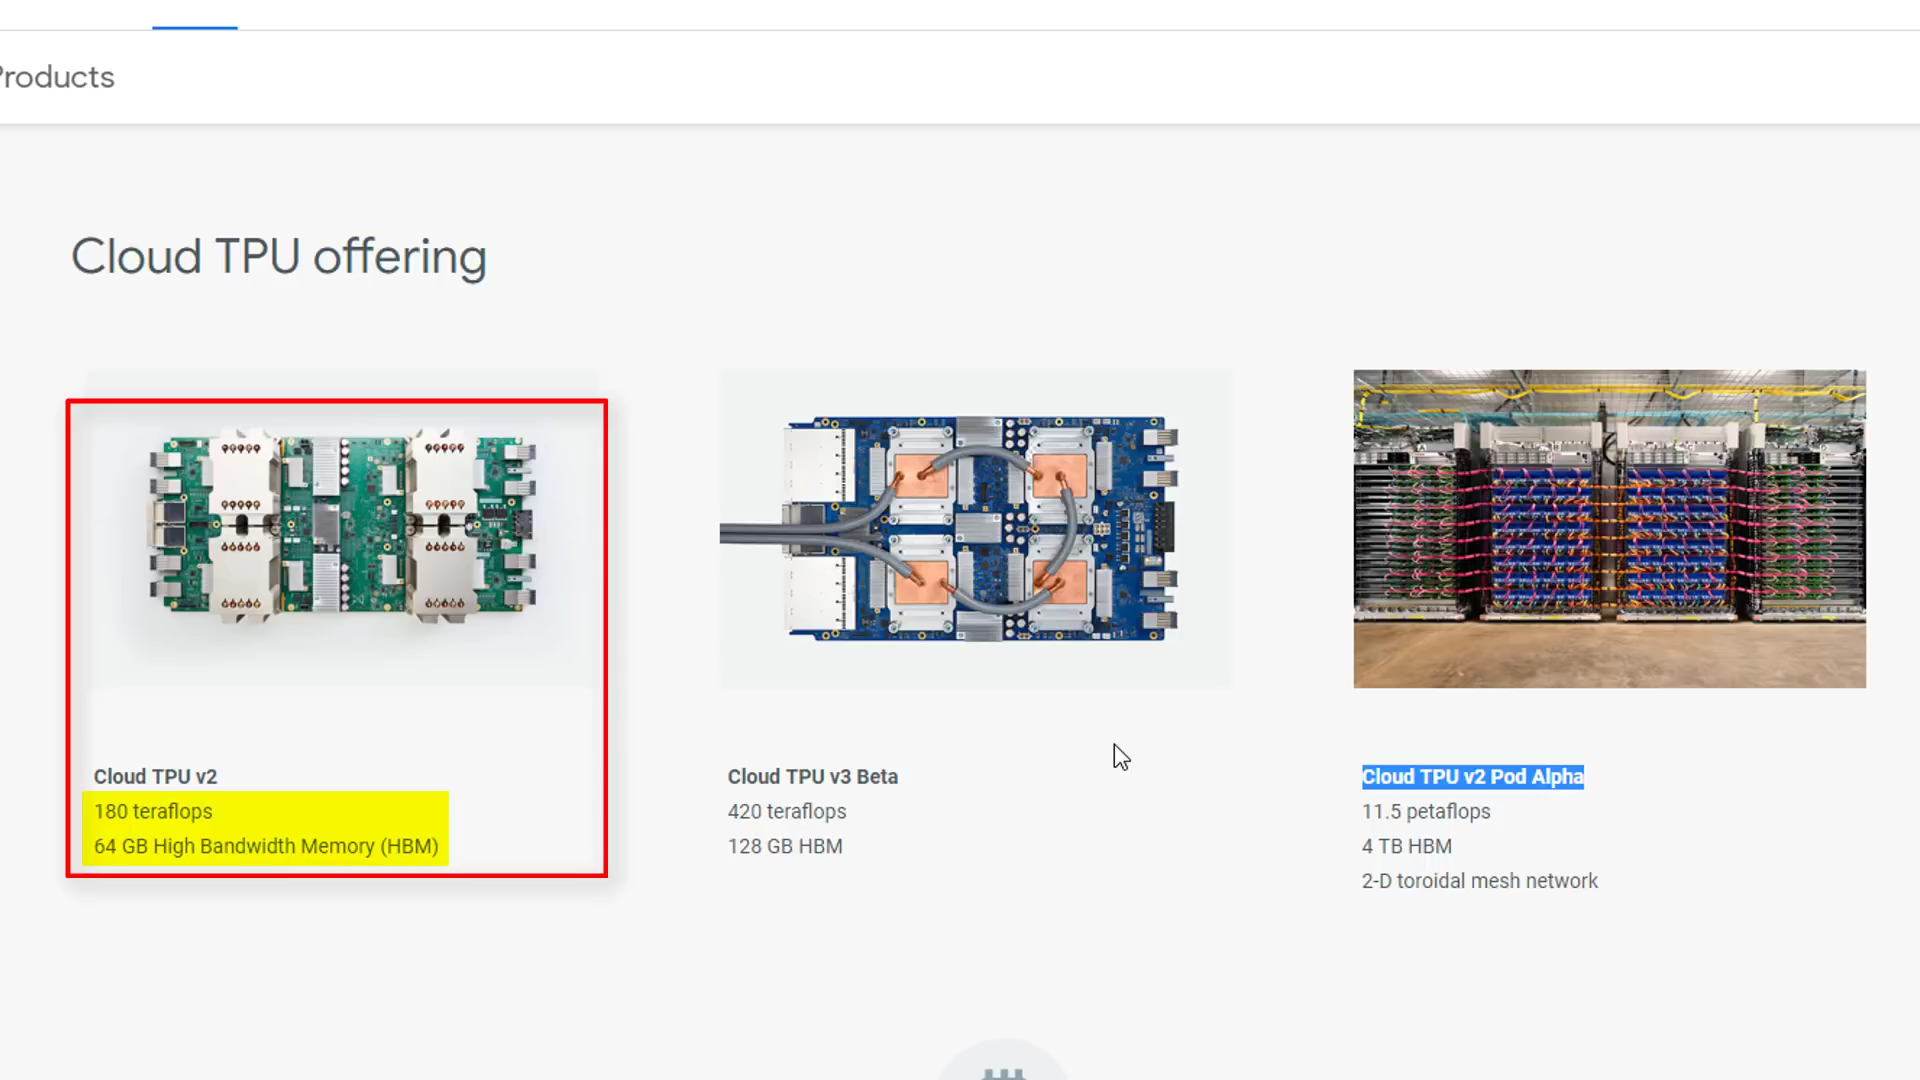 Products
Cloud TPU offering
Cloud TPU v2
180 teraflops
64 GB High Bandwidth Memory (HBM)
Cloud TPU v3 Beta
420 teraflops
128 GB HBM
Cloud TPU v2 Pod Alpha
11.5 petaflops
4 TB HBM
2-D toroidal mesh network